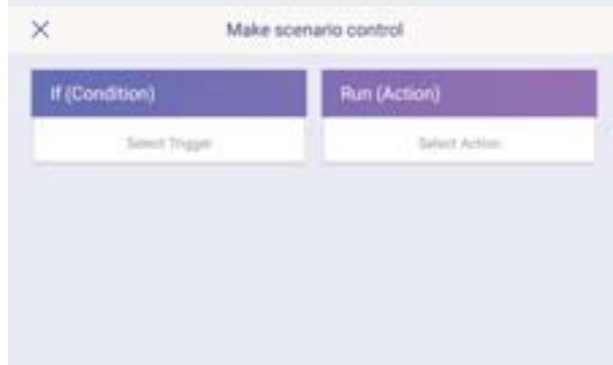 Make scenario control
If (Condition)
Run (Action)
Select Trigger
Select Action